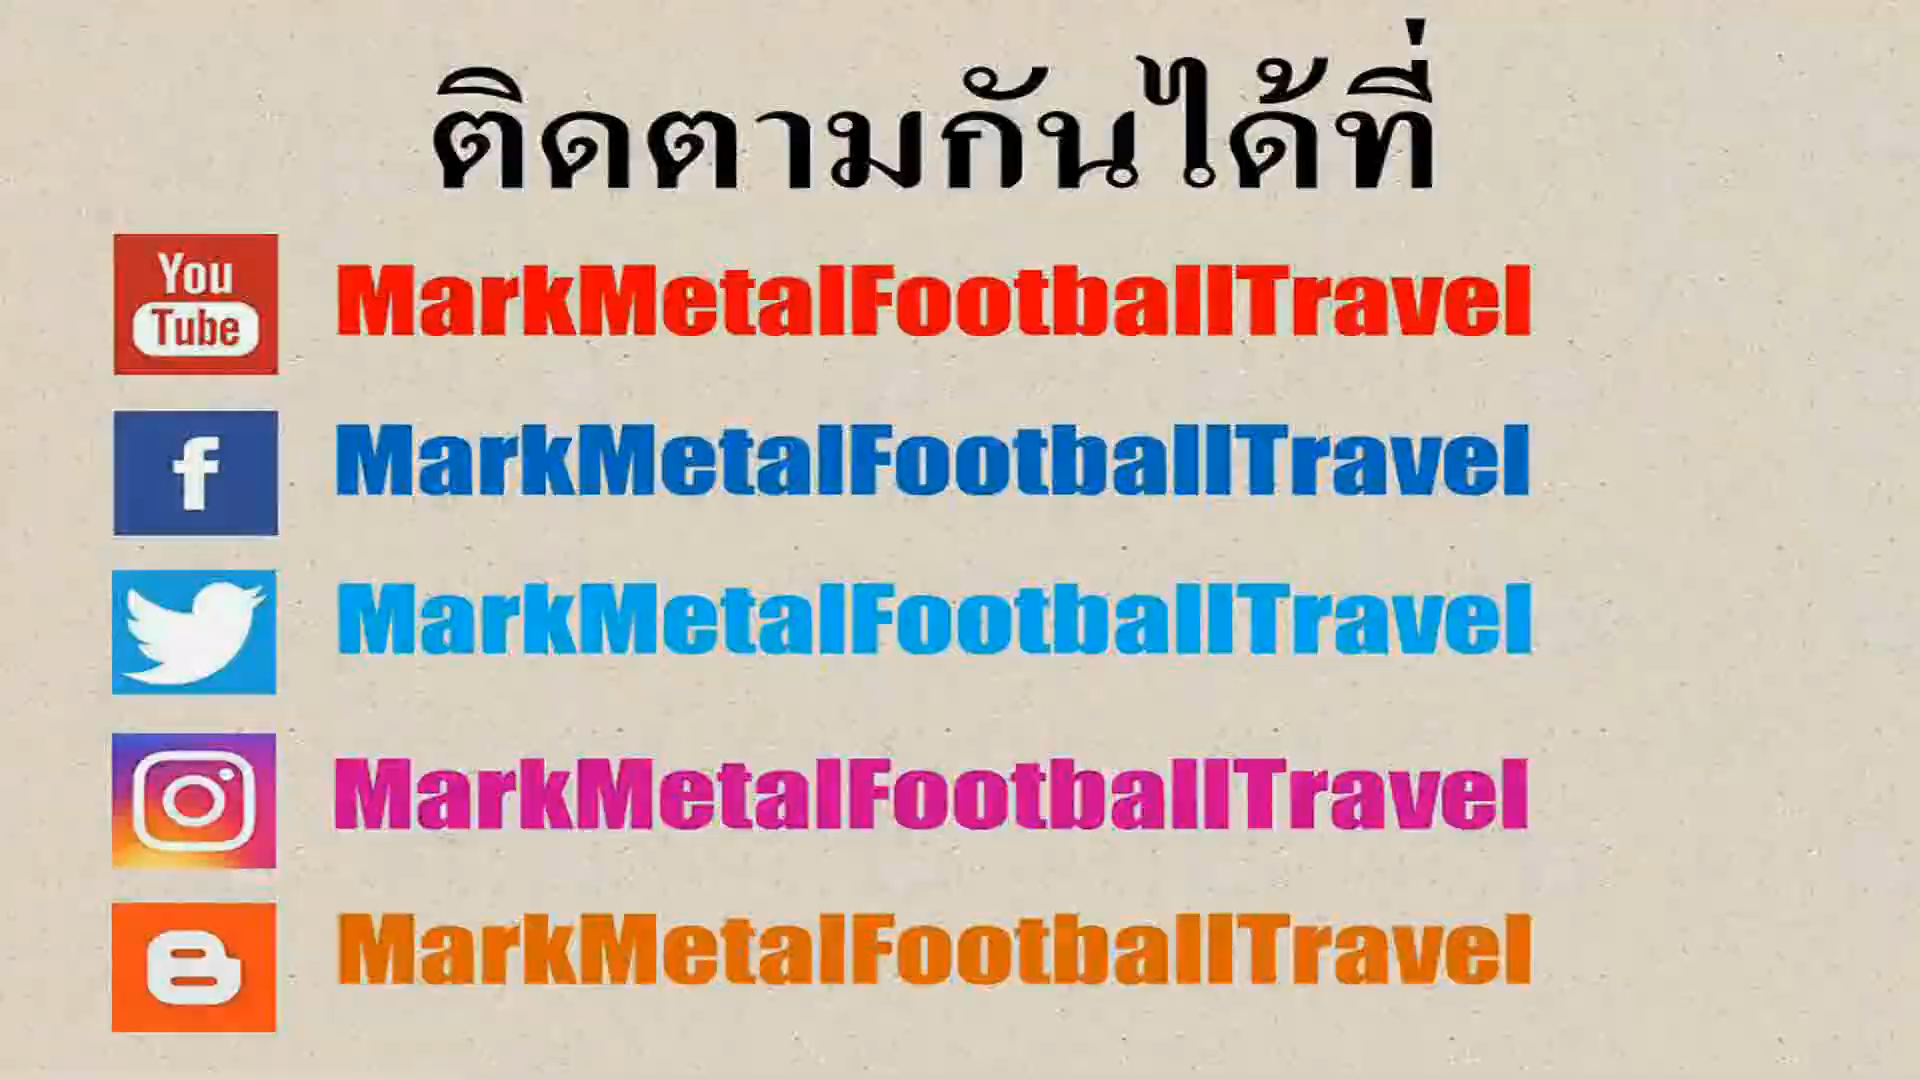 ติดตามกันได้ที่
You
Tube
MarkMetalFootballTravel
f
MarkMetalFootballTravel
MarkMetalFootballTravel
MarkMetalFootballTravel
B
MarkMetalFootballTravel